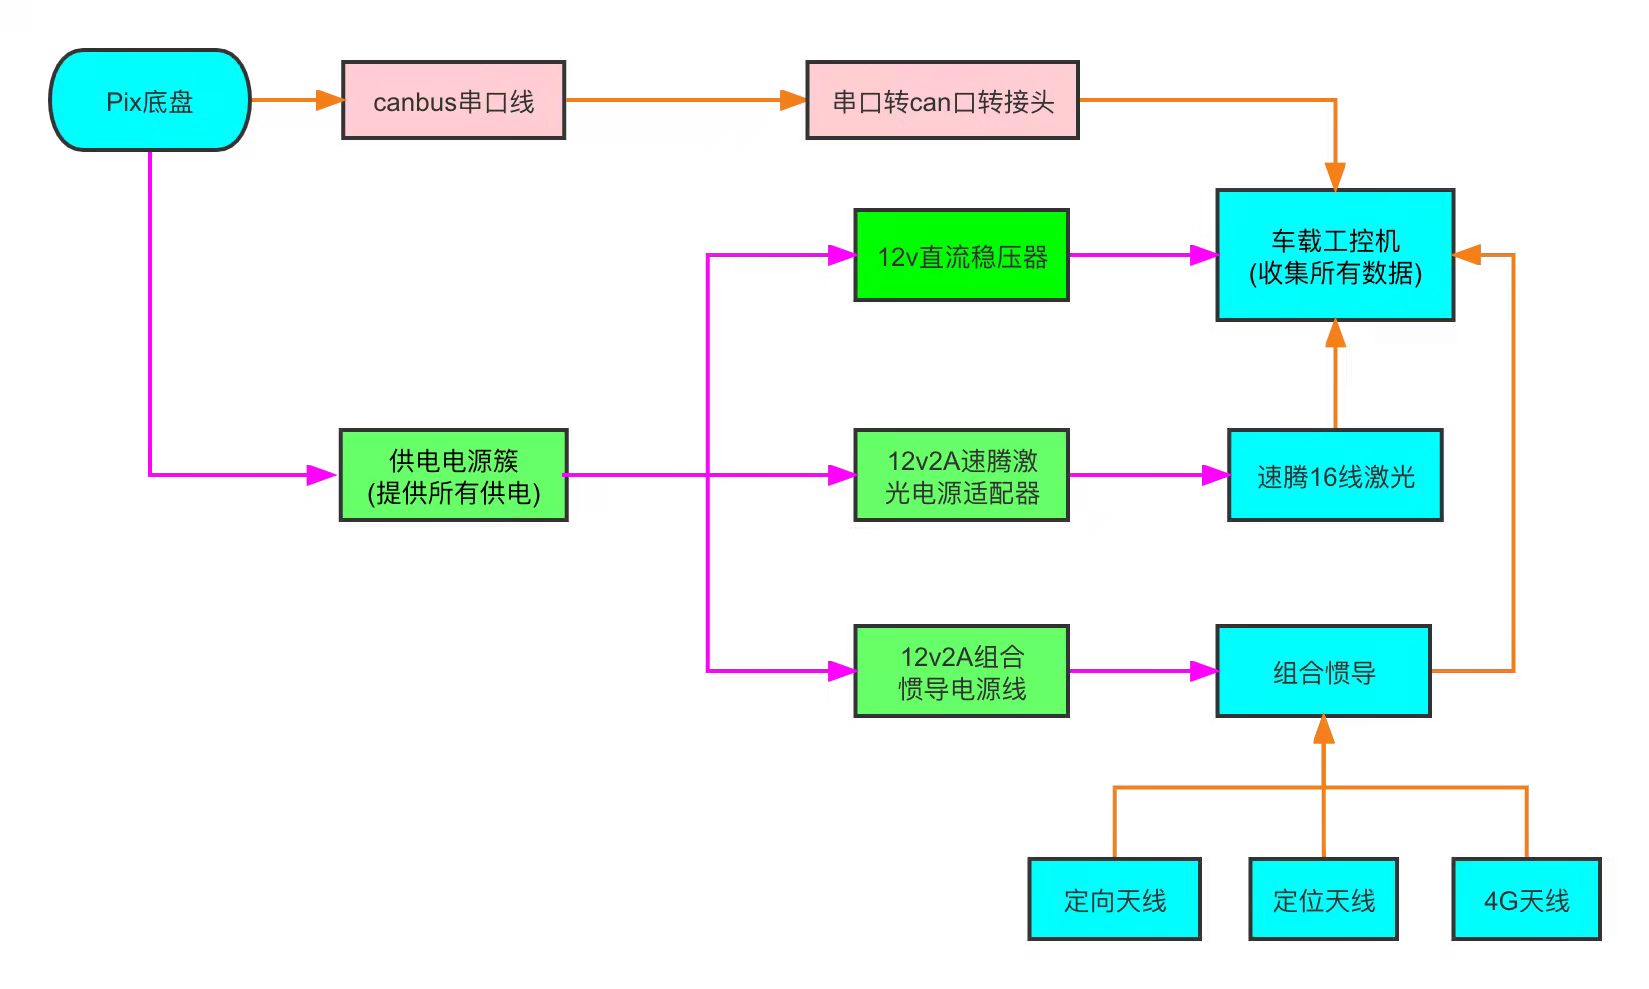 Pix底盘
canbus串口线
串口转can口转接头
12v直流稳压器
车载工控机
(收集所有数据)
供电电源簇
(提供所有供电)
12v2A速腾激
光电源适配器
速腾16线激光
12v2A组合
惯导电源线
组合惯导
定向天线
定位天线
4G天线